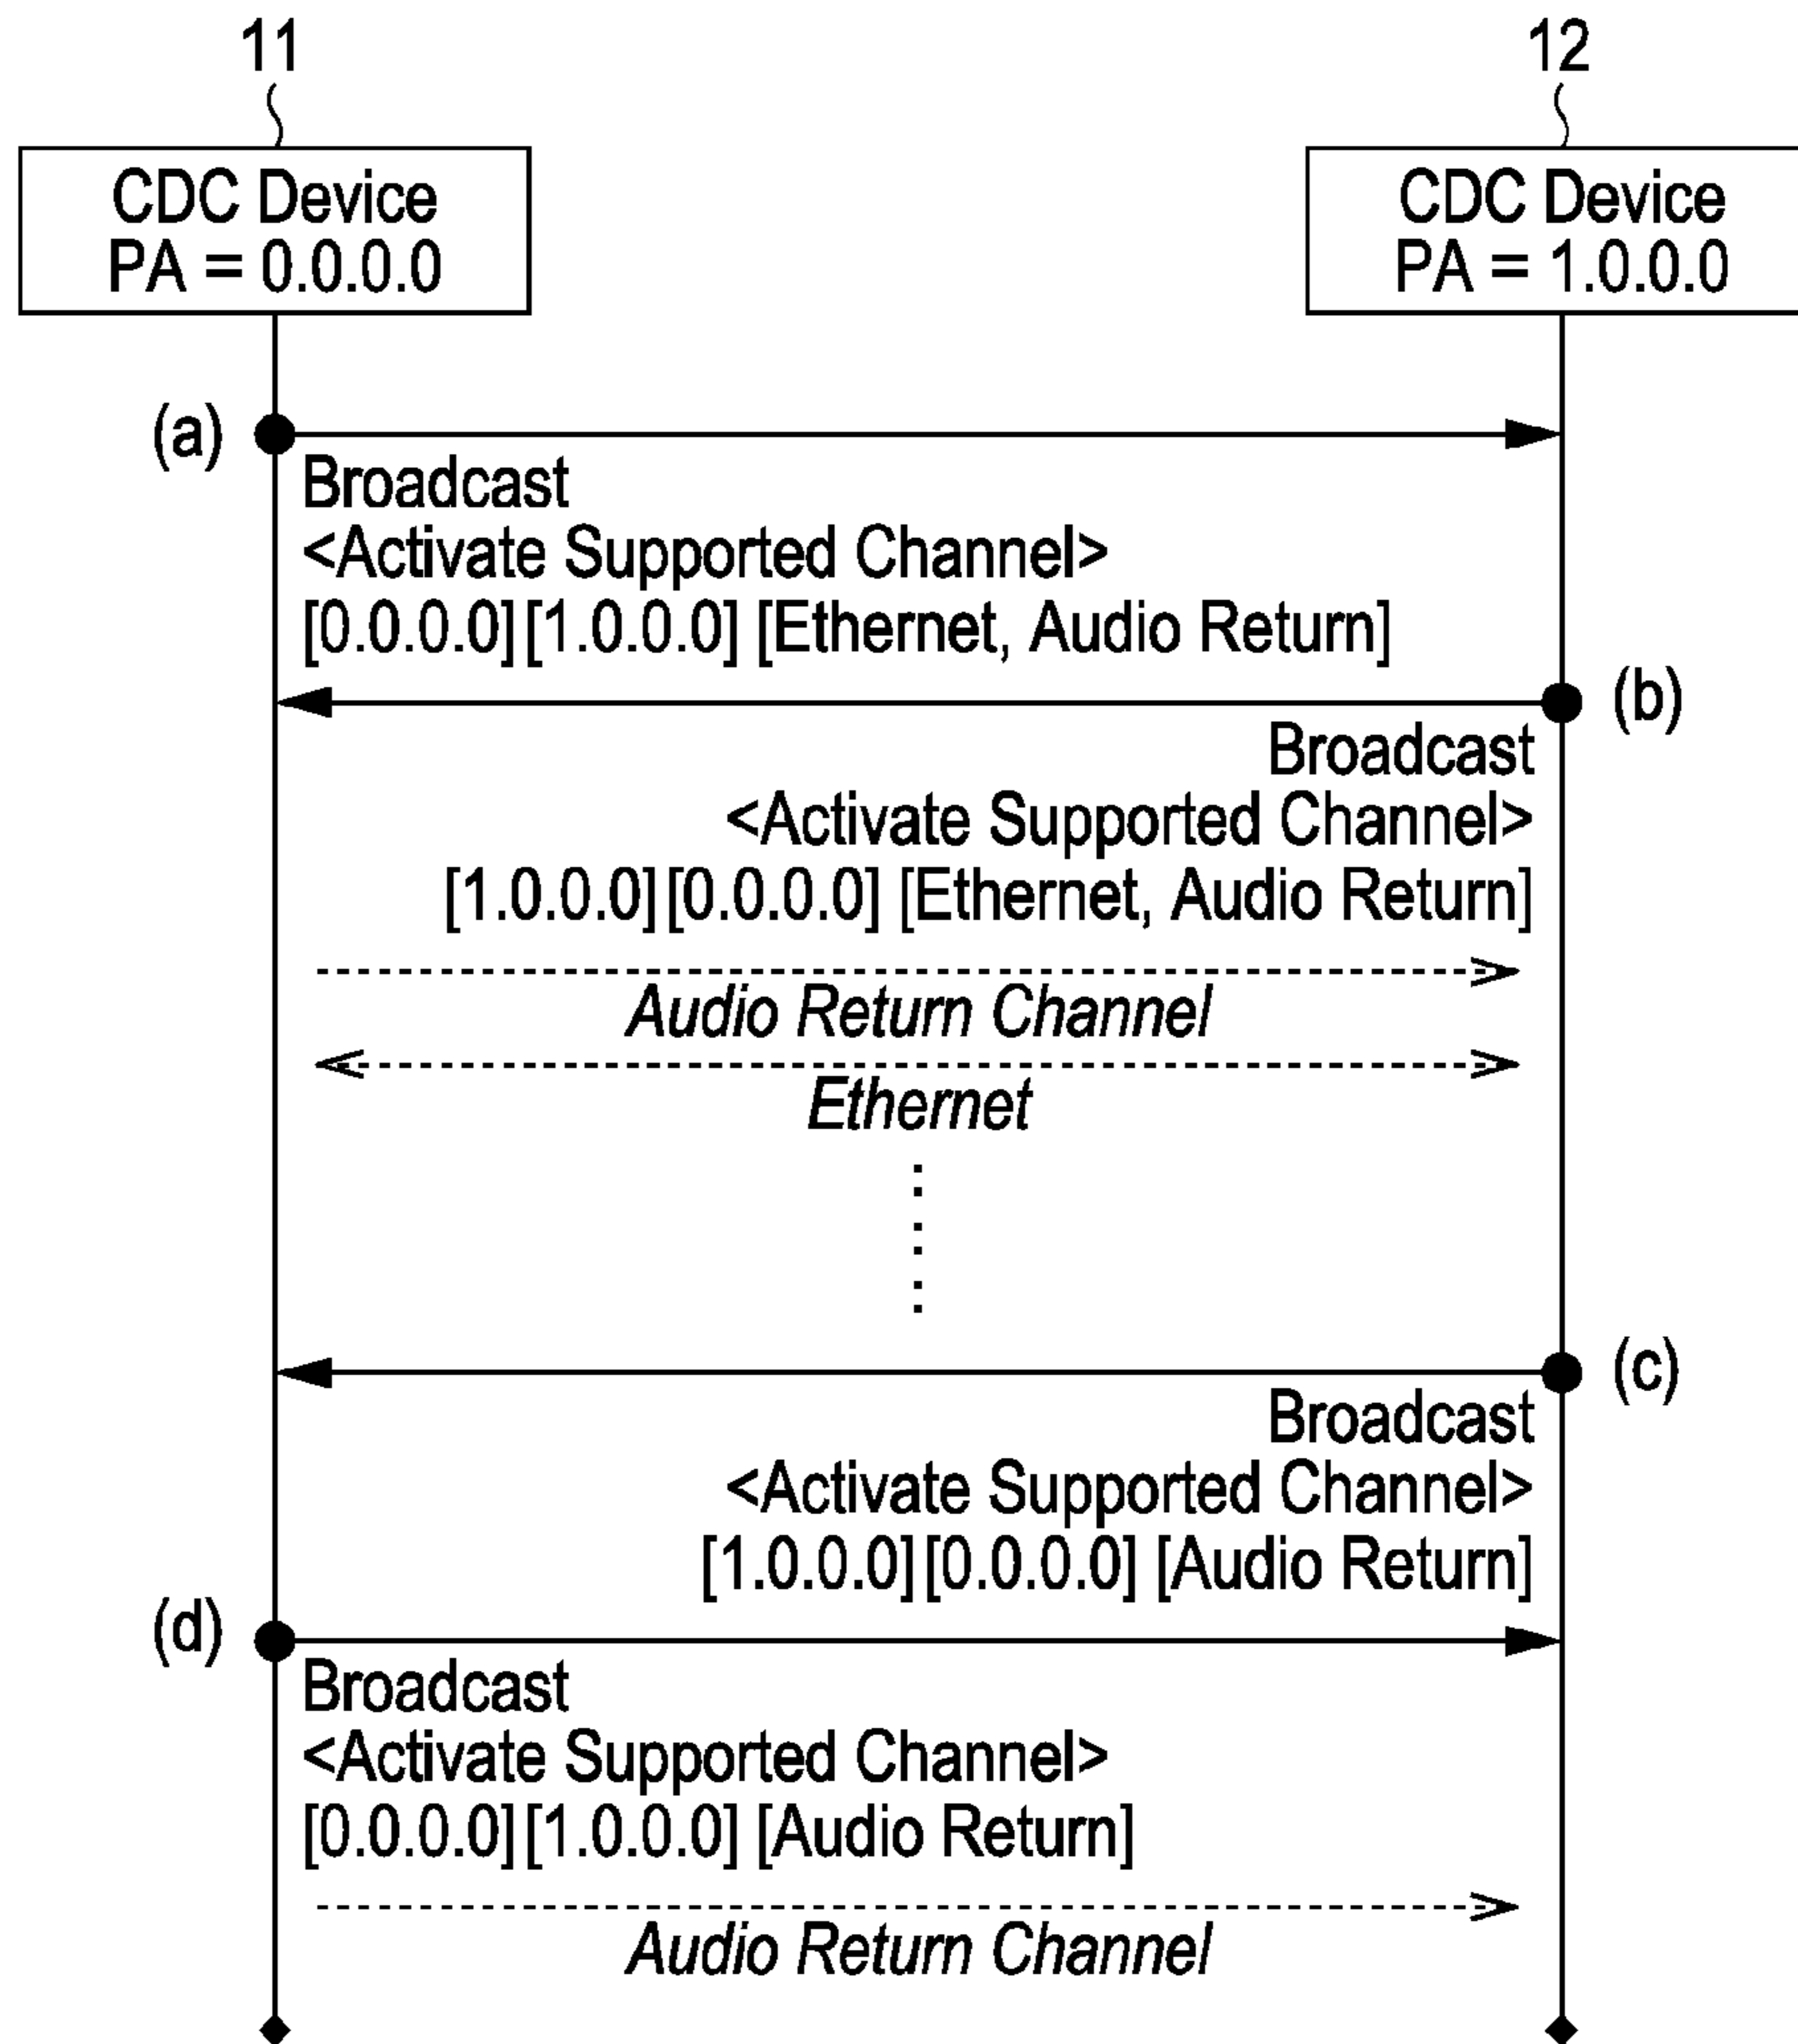 11
12
CDC Device
PA = 0.0.0.0
CDC Device
PA = 1.0.0.0
(a)
Broadcast
<Activate Supported Channel>
[0.0.0.0][1.0.0.0] [Ethernet, Audio Return]
(b)
Broadcast
<Activate Supported Channel>
[1.0.0.0][0.0.0.0] [Ethernet, Audio Return]
Audio Return Channel
Ethernet
(c)
Broadcast
<Activate Supported Channel>
[1.0.0.0][0.0.0.0] [Audio Return]
(d)
Broadcast
<Activate Supported Channel>
[0.0.0.0][1.0.0.0] [Audio Return]
Audio Return Channel